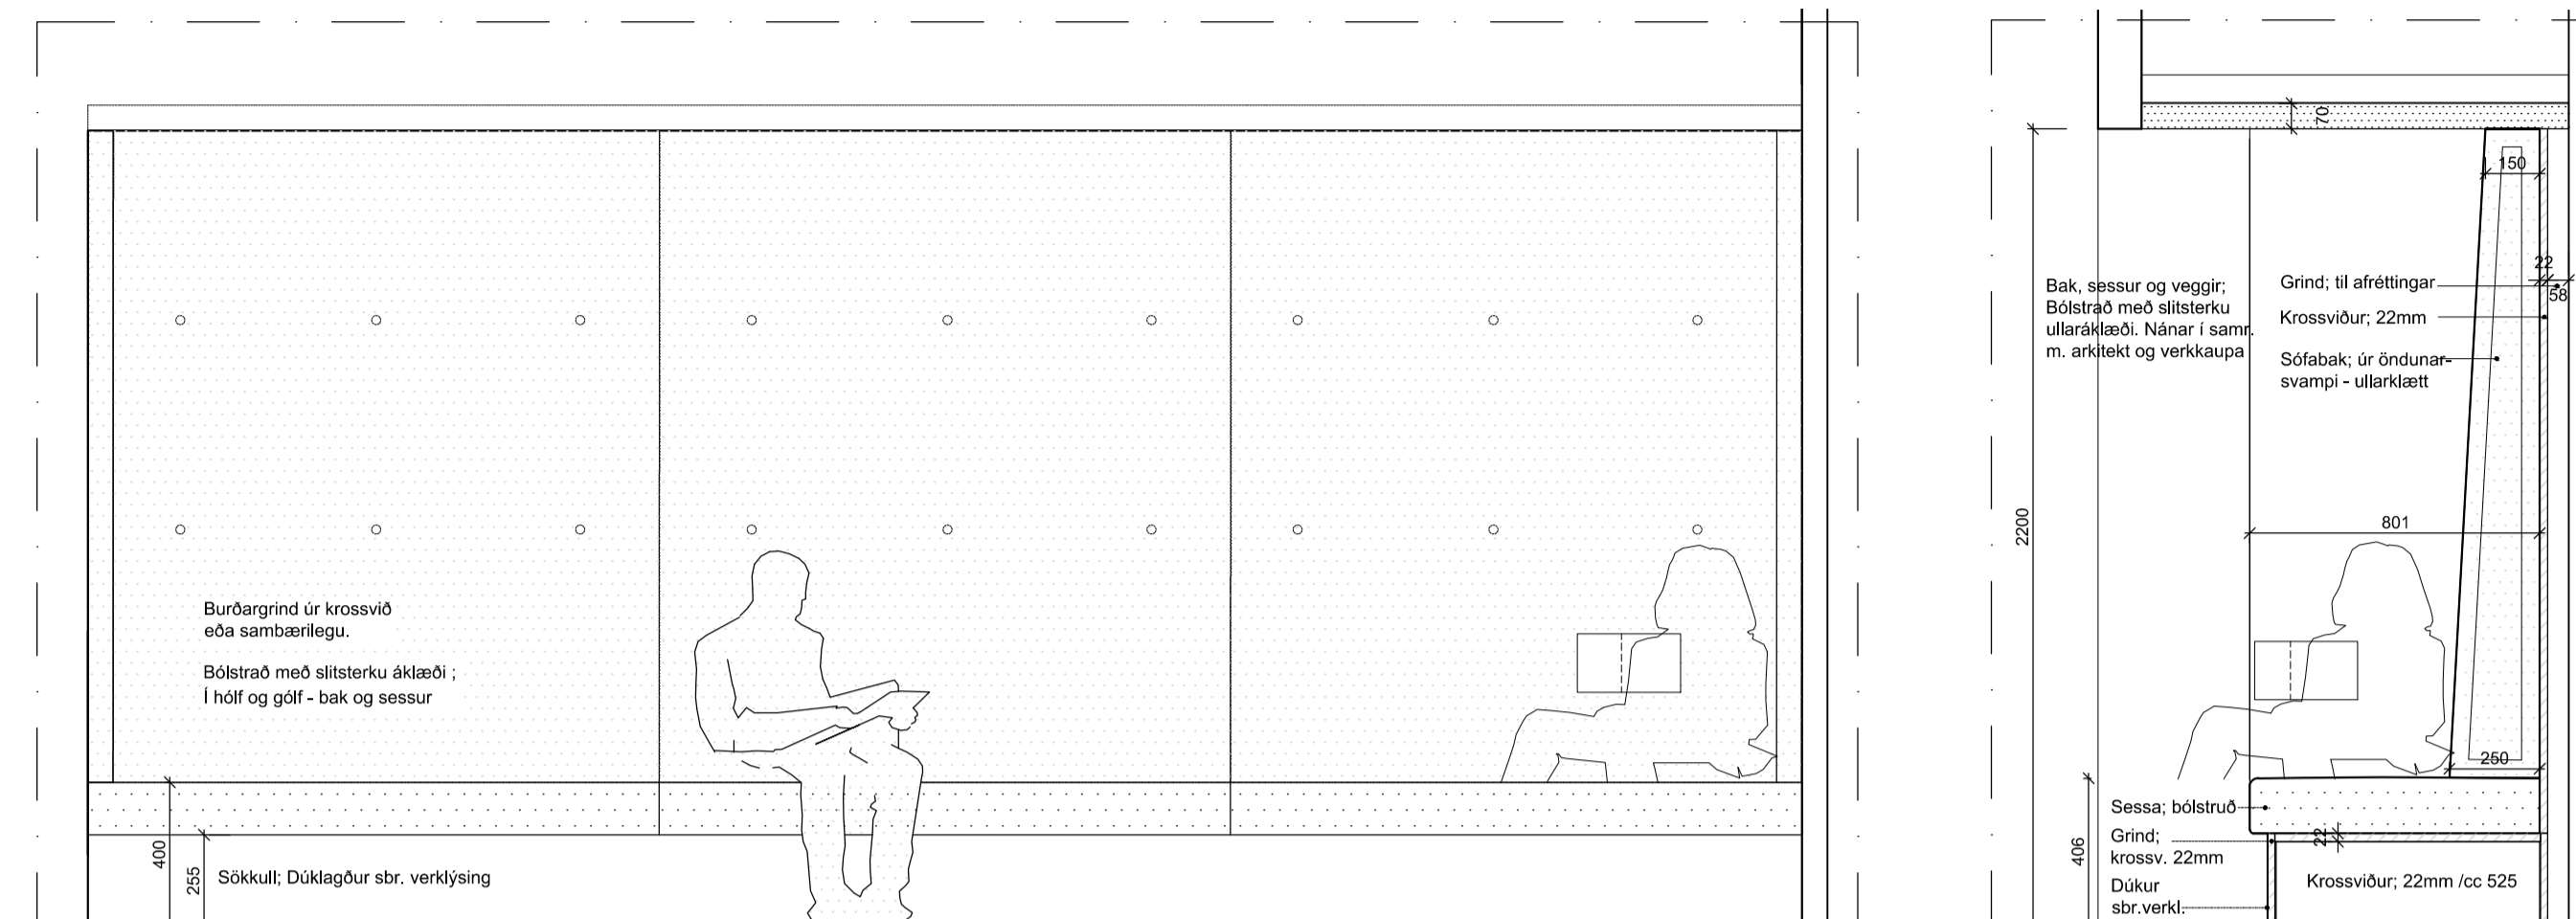 Burðargrind úr krossvið
eða sambærilegu.
Bólstrað með slitsterku áklæði ;
Í hólf og gólf - bak og sessur
400
255
Sökkull; Dúklagður sbr. verklýsing
70
150
2200
Bak, sessur og veggir;
Bólstrað með slitsterku
ullaráklæði. Nánar í samr.
m. arkitekt og verkkaupa
Grind; til afréttingar
22
58
Krossviður; 22mm
Sófabak; úr öndunar-
svampi - ullarklætt
801
250
406
Sessa; bólstruð
Grind;
krossv. 22mm
22
Dúkur
sbr.verkl.
Krossviður; 22mm /cc 525